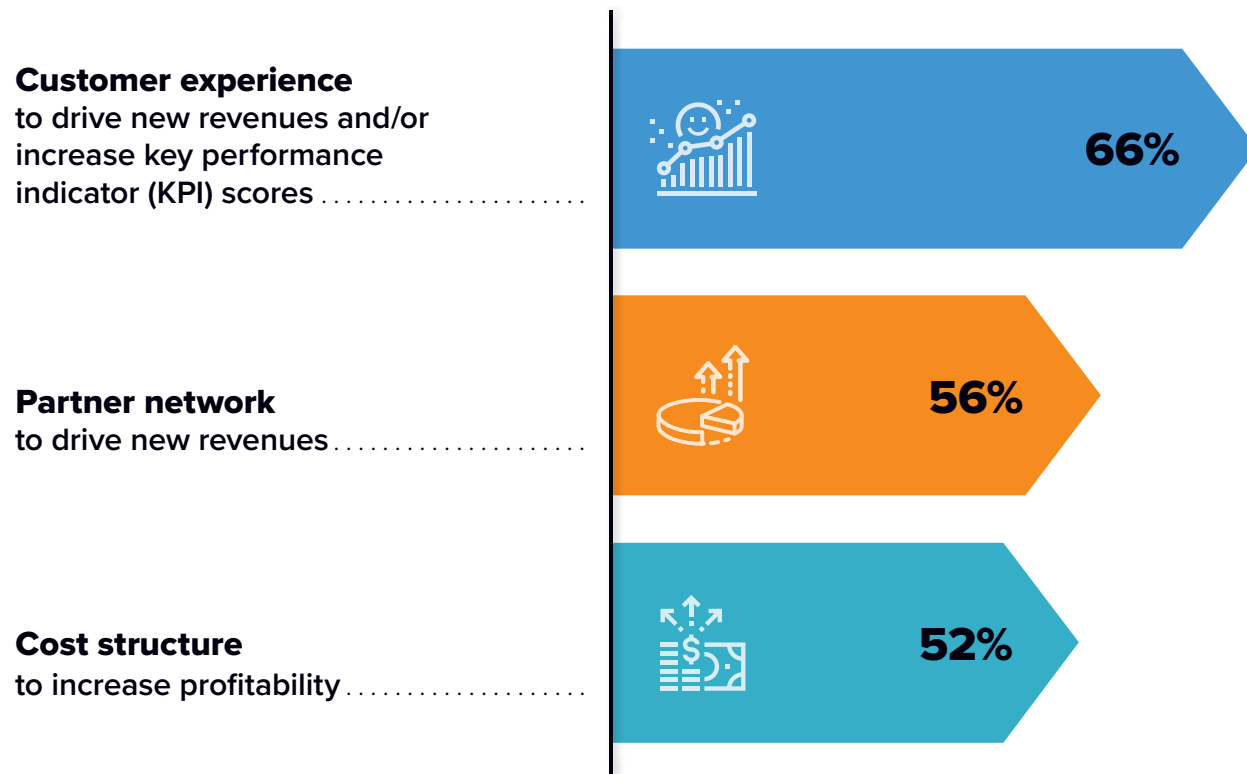 Customer experience
to drive new revenues and/or
increase key performance
indicator (KPI) scores ......................
66%
Partner network
to drive new revenues .....................
56%
Cost structure
to increase profitability ....................
52%